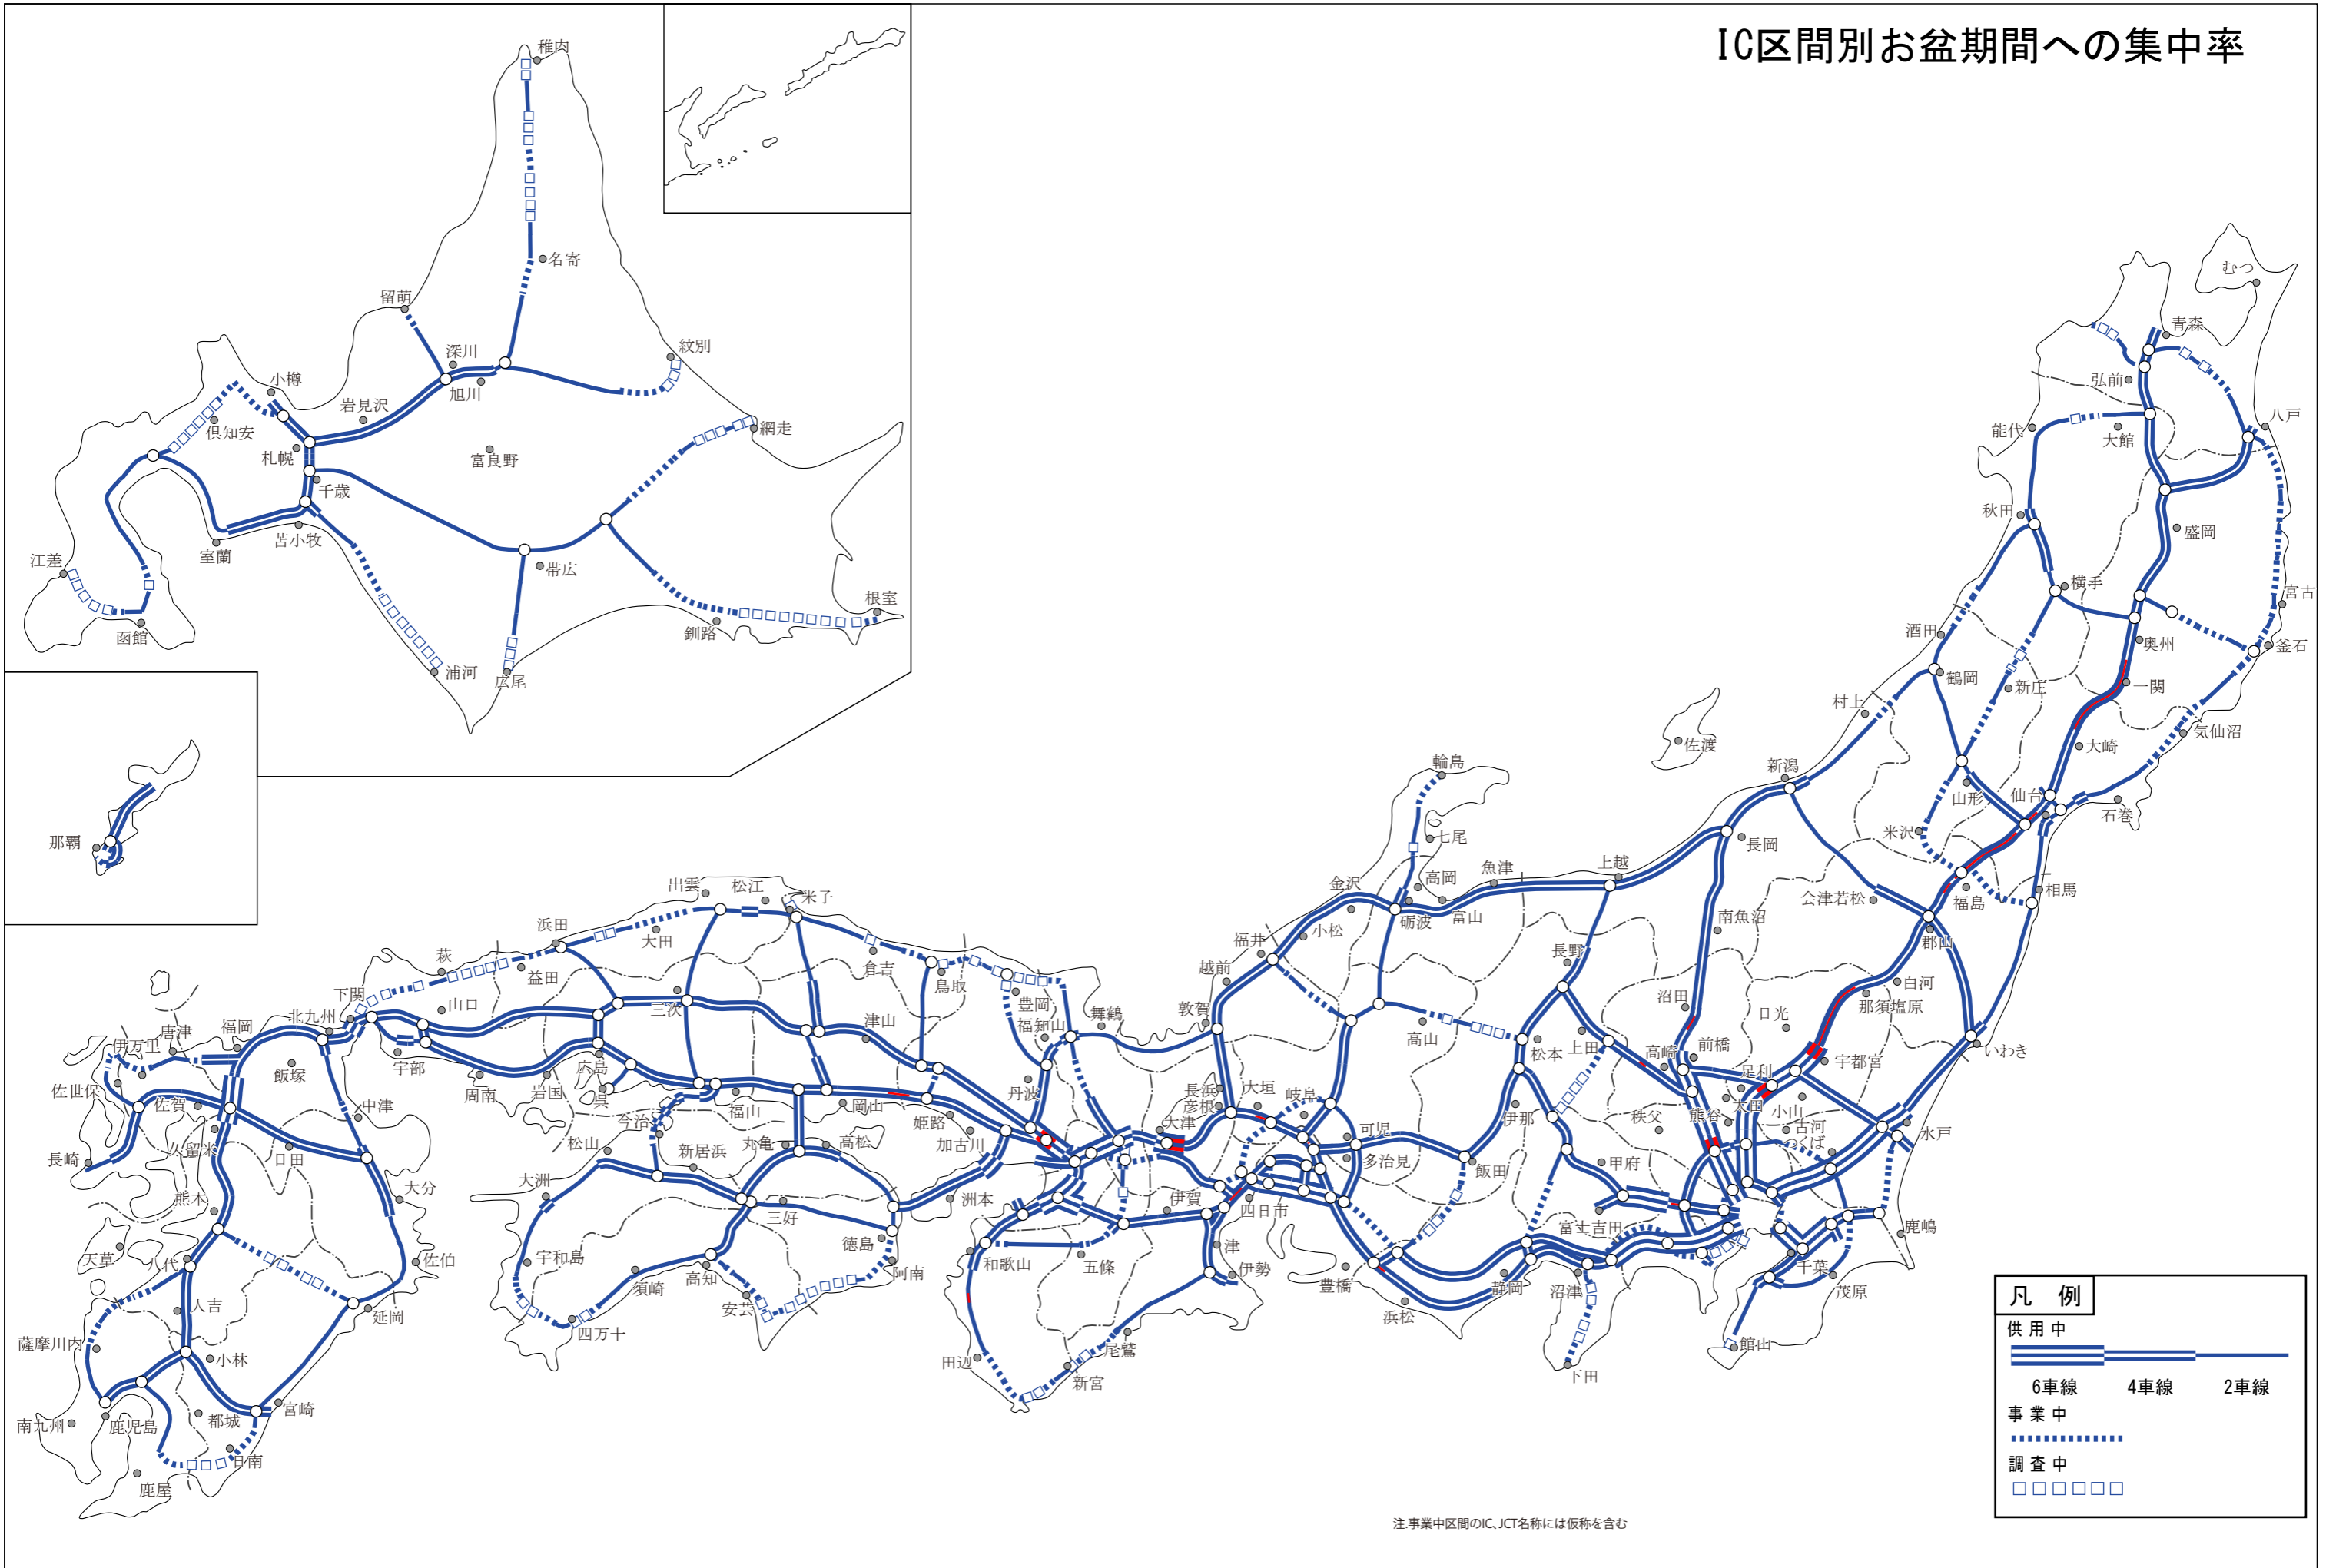 IC区間別お盆期間への集中率
稚内
名寄
留萌
紋別
深川
旭川
小樽
岩見沢
倶知安
札幌
富良野
網走
千歳
苫小牧
室蘭
帯広
江差
函館
釧路
根室
浦河
広尾
那覇
むつ
青森
弘前
八戸
能代
大館
秋田
盛岡
横手
宮古
酒田
奥州
釜石
鶴岡
新庄
一関
村上
気仙沼
佐渡
大崎
輪島
新潟
山形
仙台
石巻
米沢
七尾
長岡
上越
魚津
高岡
金沢
会津若松
福島
相馬
砺波
富山
南魚沼
小松
福井
郡山
出雲
松江
米子
浜田
大田
越前
長野
白河
萩
益田
倉吉
鳥取
豊岡
沼田
日光
那須塩原
下関
山口
三次
津山
福知山
舞鶴
敦賀
高山
松本
上田
高崎
前橋
宇都宮
いわき
北九州
福岡
唐津
伊万里
飯塚
宇部
周南
岩国
広島
呉
福山
岡山
姫路
丹波
長浜
彦根
大垣
岐阜
足利
太田
小山
佐世保
佐賀
中津
今治
松山
新居浜
丸亀
高松
加古川
大津
可児
多治見
伊那
秩父
熊谷
古河
つくば
水戸
長崎
久留米
日田
大分
大洲
三好
洲本
伊賀
四日市
飯田
甲府
富士吉田
鹿嶋
熊本
天草
八代
佐伯
宇和島
須崎
高知
徳島
阿南
和歌山
五條
津
伊勢
豊橋
浜松
静岡
沼津
千葉
茂原
人吉
延岡
安芸
四万十
薩摩川内
小林
田辺
新宮
尾鷲
下田
館山
南九州
鹿児島
都城
宮崎
日南
鹿屋
凡 例
供用中
6車線 4車線 2車線
事業中
調査中
注.事業中区間のIC、JCT名称には仮称を含む